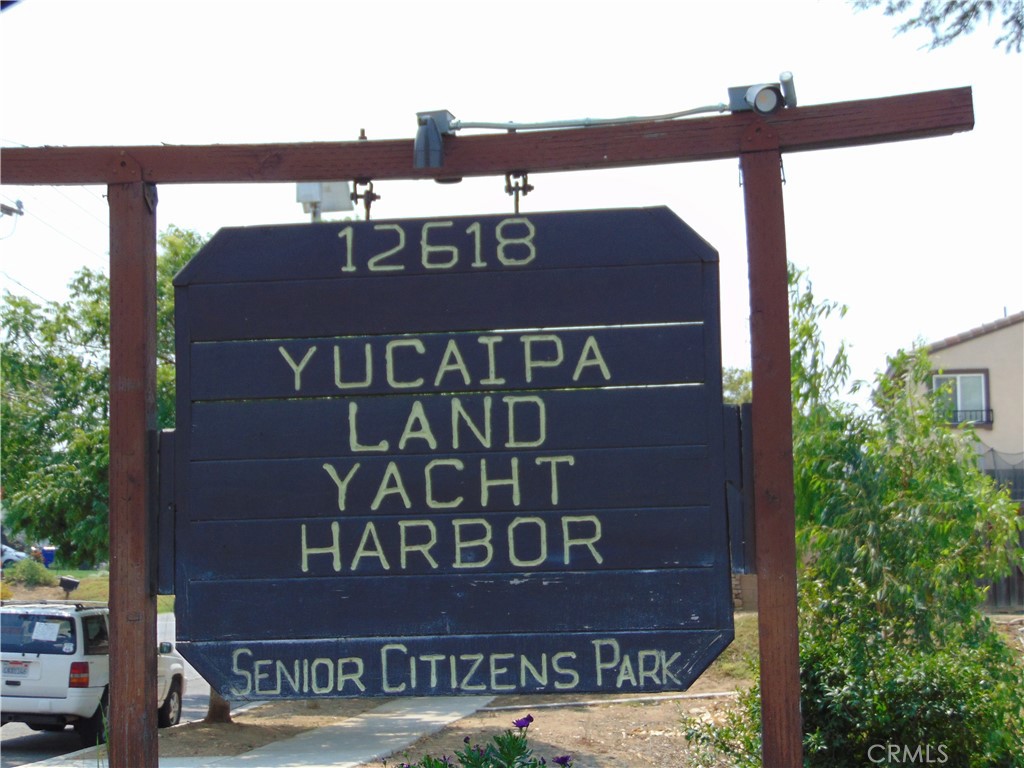 12618
YUCAIPA
LAND
YACHT
HARBOR
SENIOR CITIZENS PARK
CRMLS